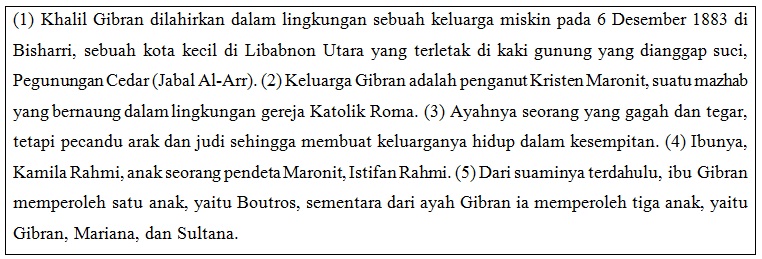 (1) Khalil Gibran dilahirkan dalam lingkungan sebuah keluarga miskin pada 6 Desember 1883 di
Bisharri, sebuah kota kecil di Libabnon Utara yang terletak di kaki gunung yang dianggap suci,
Pegunungan Cedar (Jabal Al-Arr). (2) Keluarga Gibran adalah penganut Kristen Maronit, suatu mazhab
yang bernaung dalam lingkungan gereja Katolik Roma. (3) Ayahnya seorang yang gagah dan tegar,
tetapi pecandu arak dan judi sehingga membuat keluarganya hidup dalam kesempitan. (4) Ibunya,
Kamila Rahmi, anak seorang pendeta Maronit, Istifan Rahmi. (5) Dari suaminya terdahulu, ibu Gibran
memperoleh satu anak, yaitu Boutros, sementara dari ayah Gibran ia memperoleh tiga anak, yaitu
Gibran, Mariana, dan Sultana.